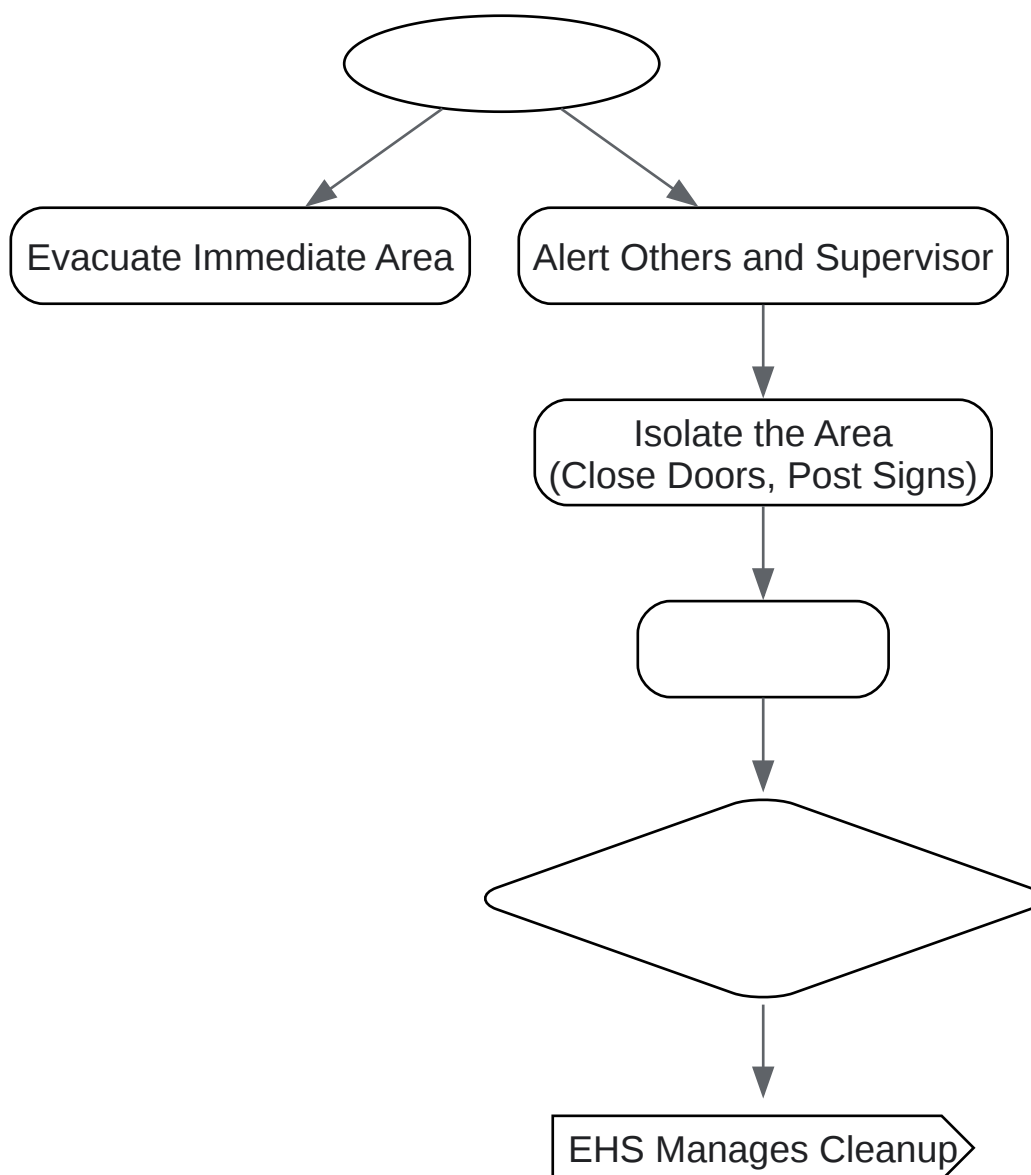 Evacuate Immediate Area
Alert Others and Supervisor
Isolate the Area
(Close Doors, Post Signs)
EHS Manages Cleanup